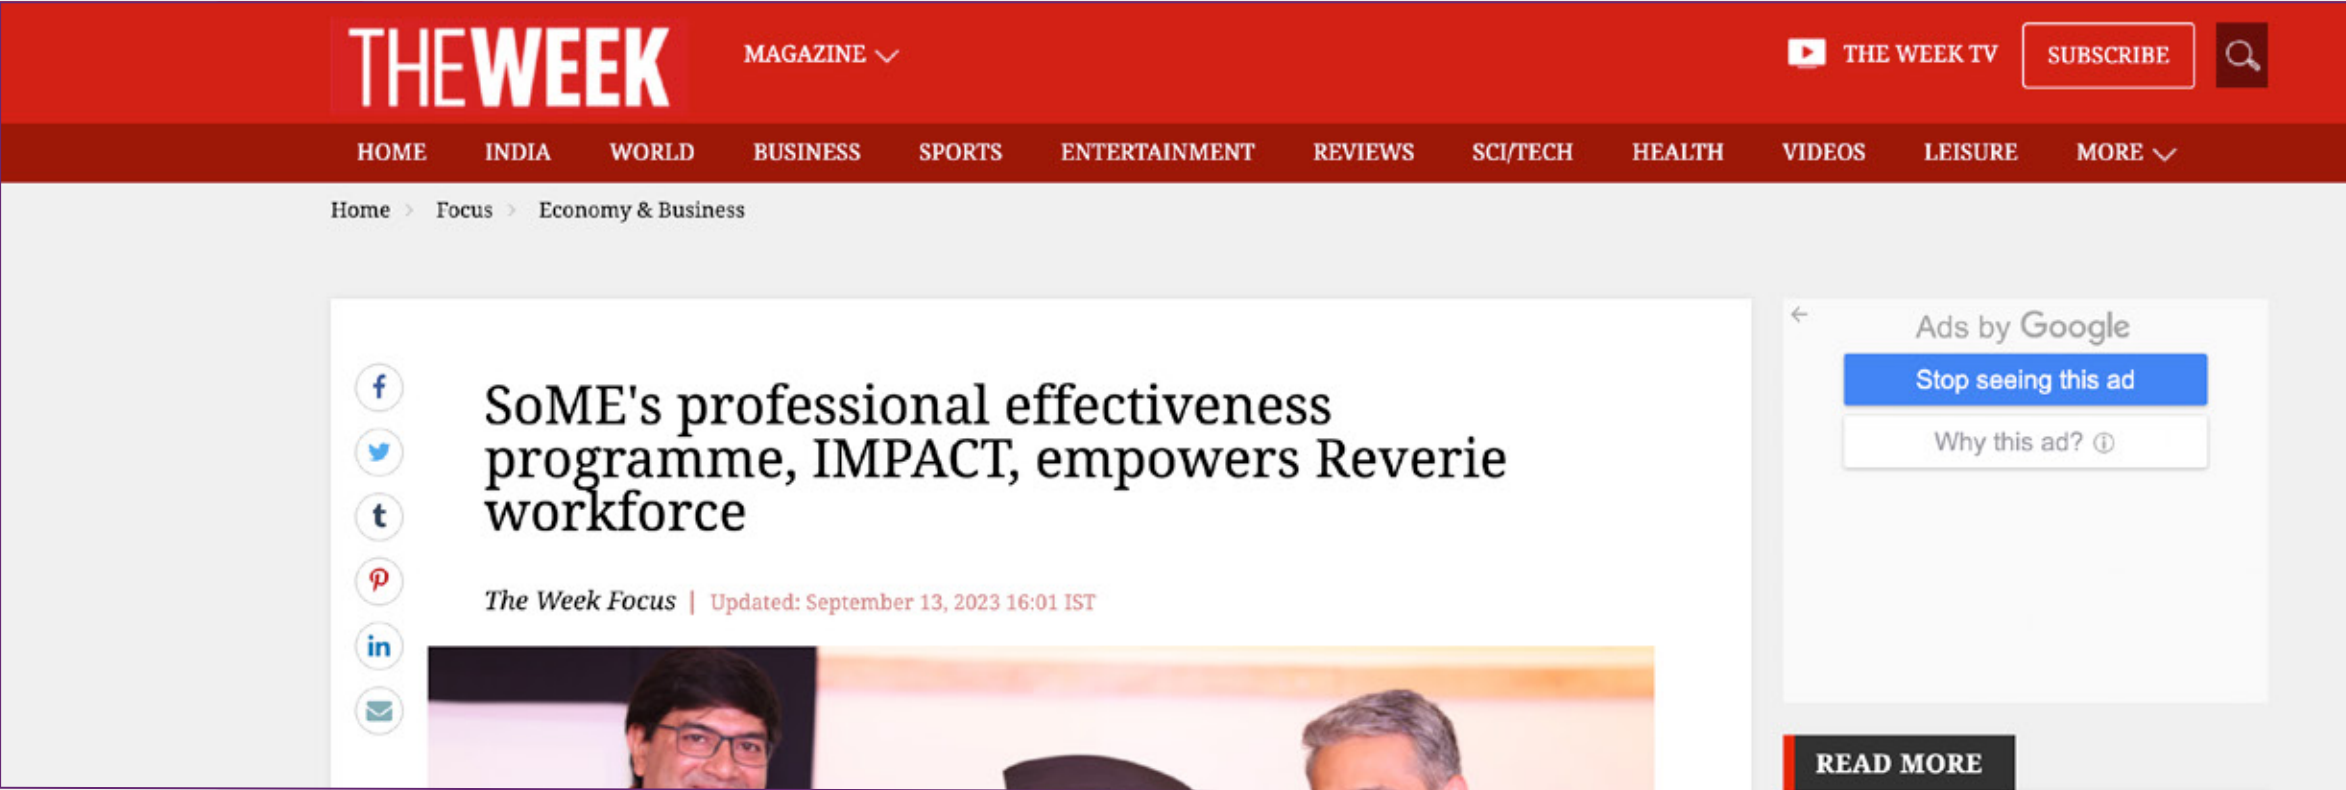 THE WEEK
MAGAZINE
THE WEEK TV
SUBSCRIBE
HOME INDIA WORLD BUSINESS SPORTS ENTERTAINMENT REVIEWS SCI/TECH HEALTH VIDEOS LEISURE MORE
Home > Focus > Economy & Business
SoME's professional effectiveness
programme, IMPACT, empowers Reverie
workforce
The Week Focus | Updated: September 13, 2023 16:01 IST
Ads by Google
Stop seeing this ad
Why this ad?
READ MORE